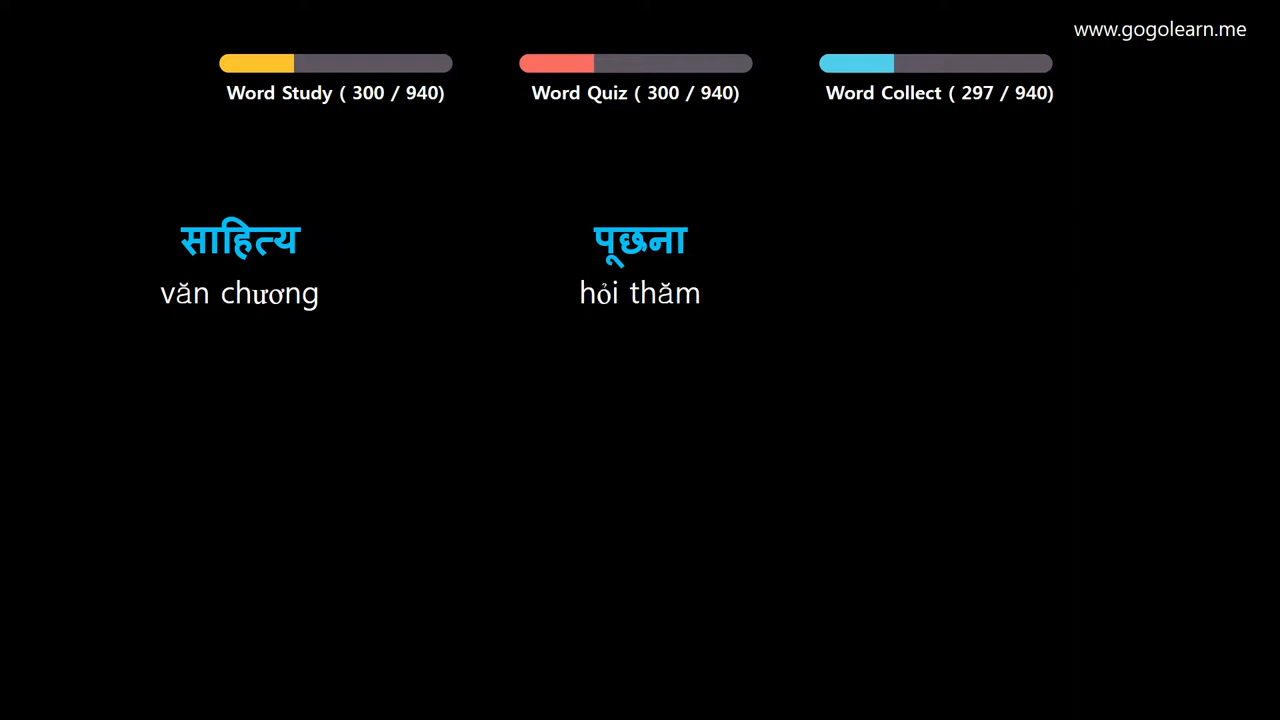 www.gogolearn.me
Word Study ( 300 / 940)
Word Quiz ( 300 / 940)
Word Collect ( 297 / 940)
साहित्य
văn chương
पूछना
hỏi thăm